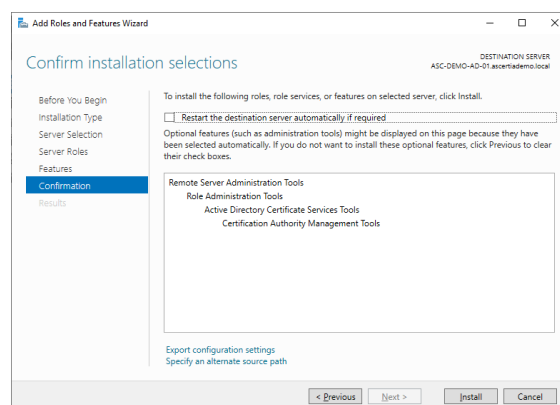 Add Roles and Features Wizard
Confirm installation selections
DESTINATION SERVER
ASC-DEMO-AD-01.ascertiademo.local
Before You Begin
Installation Type
Server Selection
Server Roles
Features
Confirmation
Results
To install the following roles, role services, or features on selected server, click Install.
Restart the destination server automatically if required
Optional features (such as administration tools) might be displayed on this page because they have
been selected automatically. If you do not want to install these optional features, click Previous to clear
their check boxes.
Remote Server Administration Tools
Role Administration Tools
Active Directory Certificate Services Tools
Certification Authority Management Tools
Export configuration settings
Specify an alternate source path
< Previous
Next >
Install
Cancel